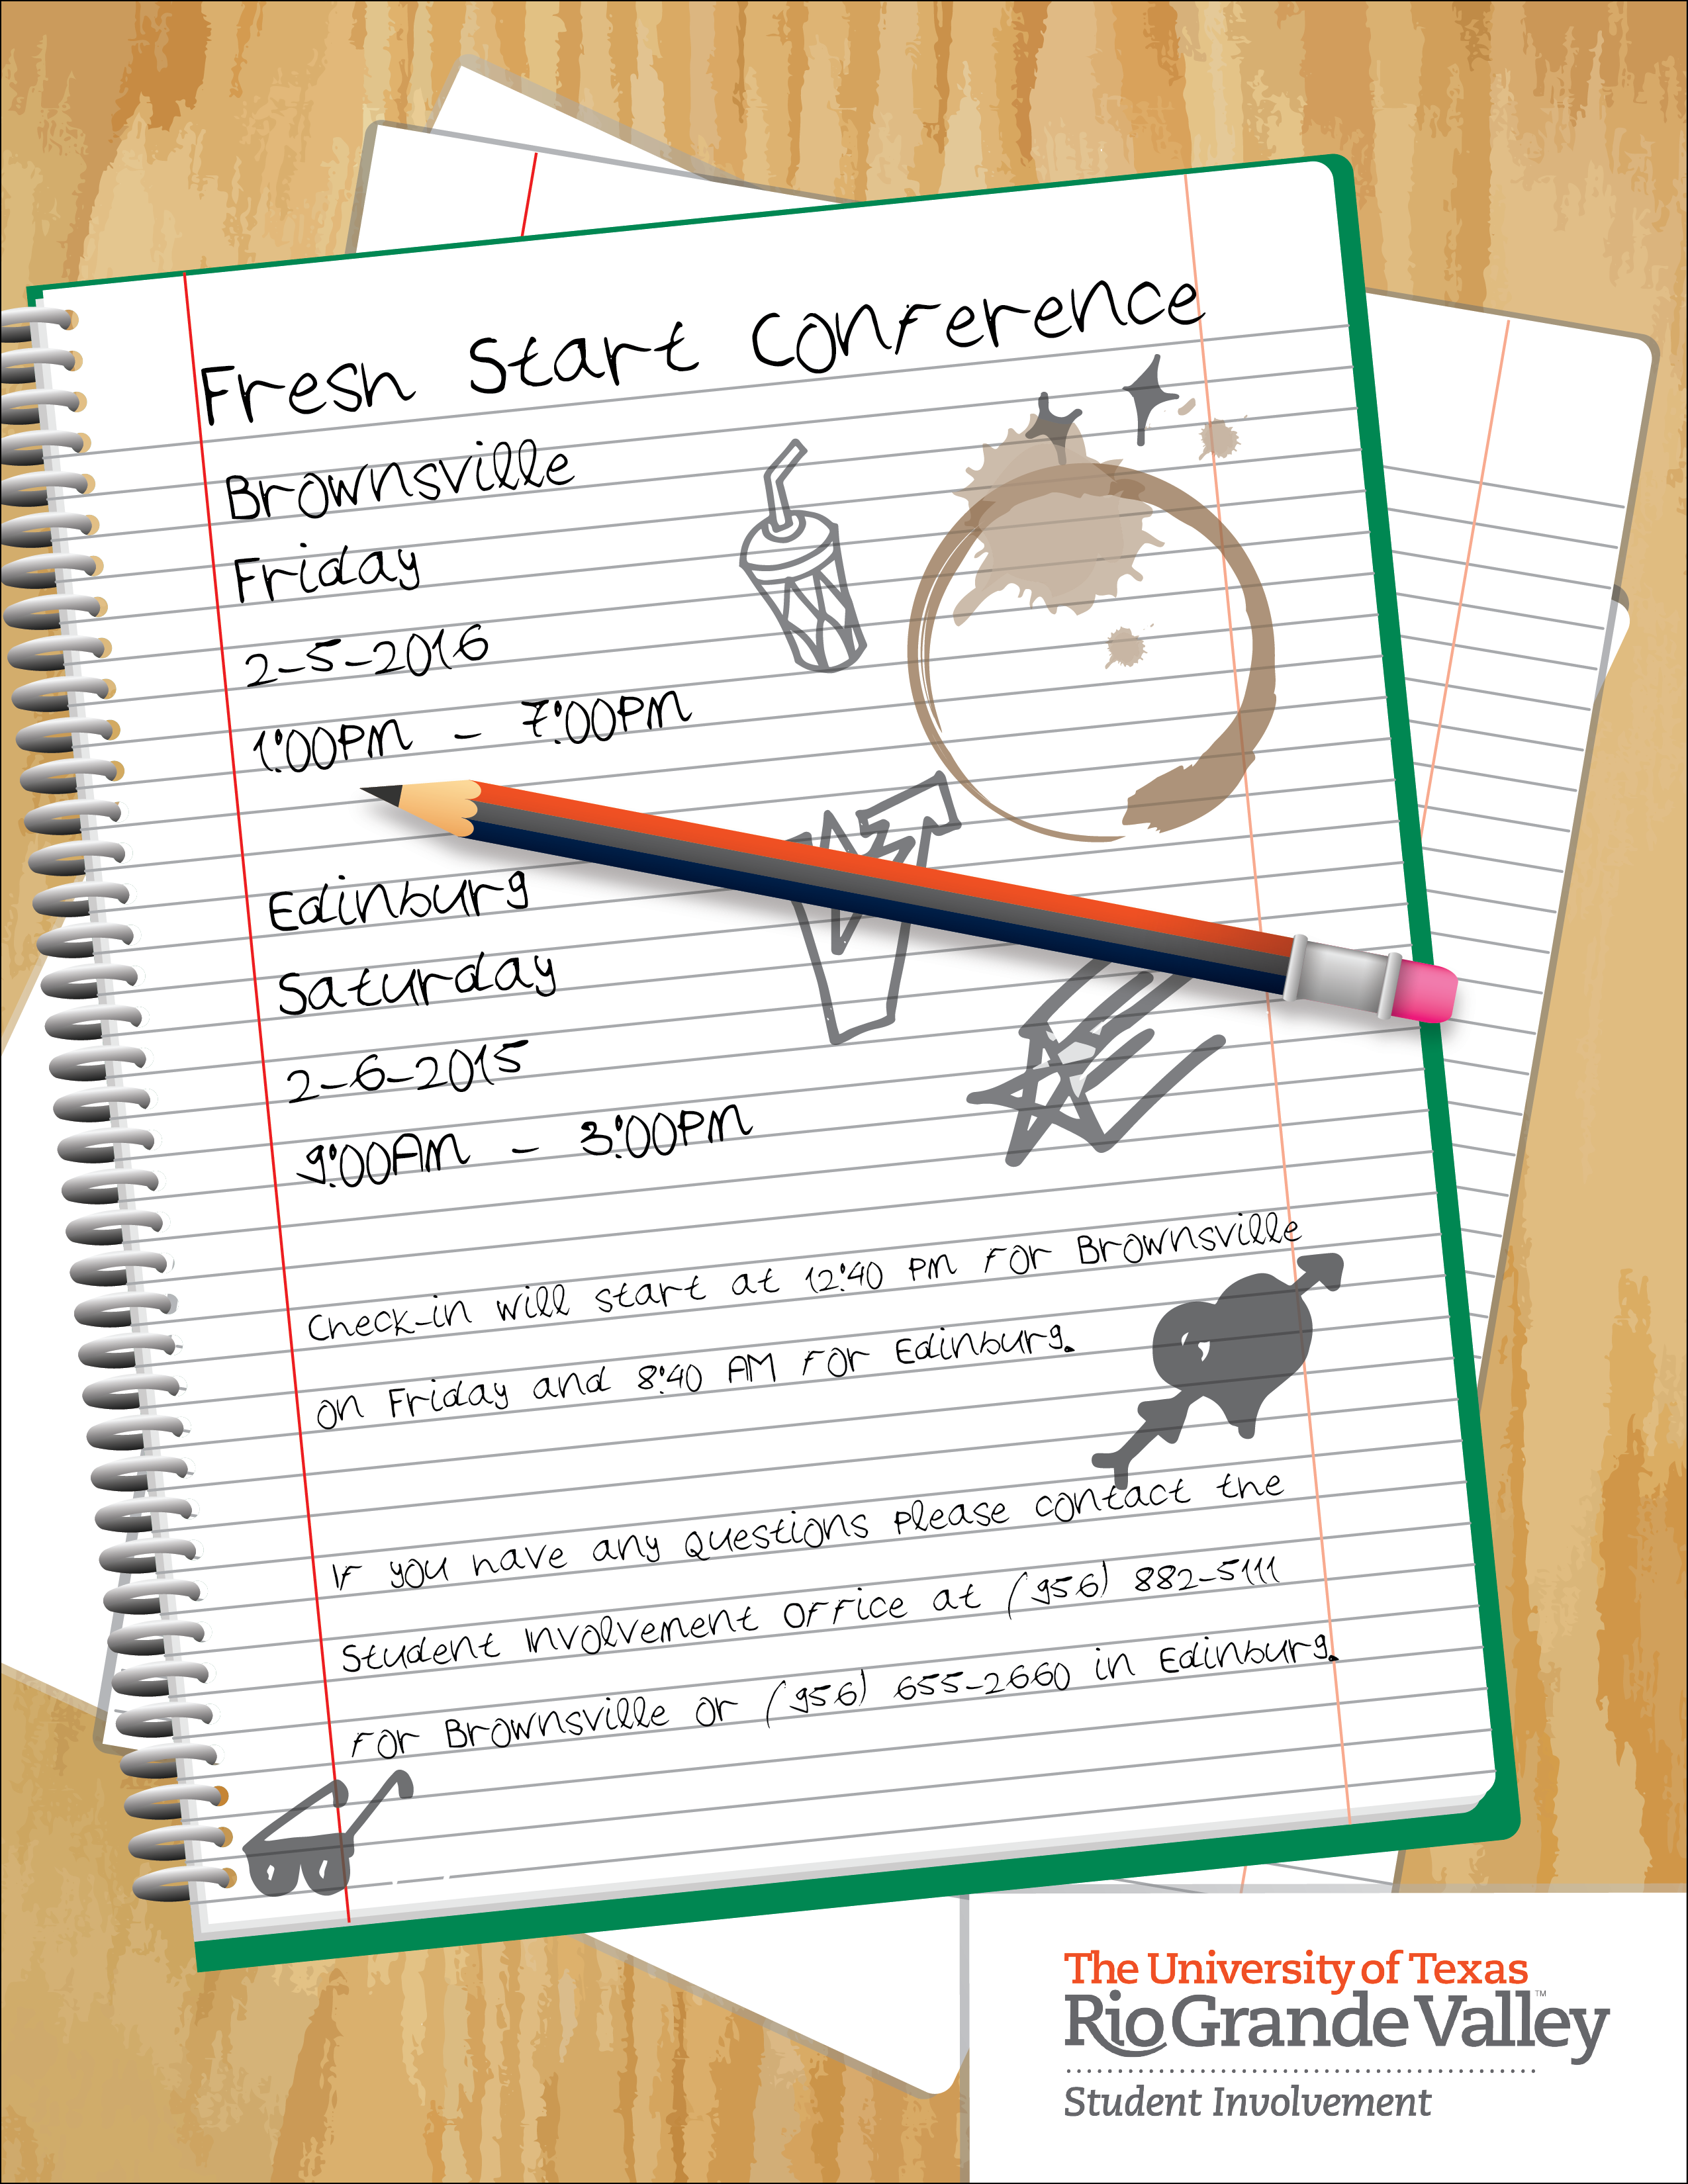 Fresh Start Conference
Brownsville
Friday
2-5-2016
1:00PM - 7:00PM
Edinburg
Saturday
2-6-2015
9:00AM - 3:00PM
Check-in will start at 12:40 PM for Brownsville
on Friday and 8:40 AM for Edinburg.
If you have any questions please contact the
Student Involvement Office at (956) 882-5111
for Brownsville or (956) 655-2660 in Edinburg.
The University of Texas
Rio Grande Valley™
Student Involvement